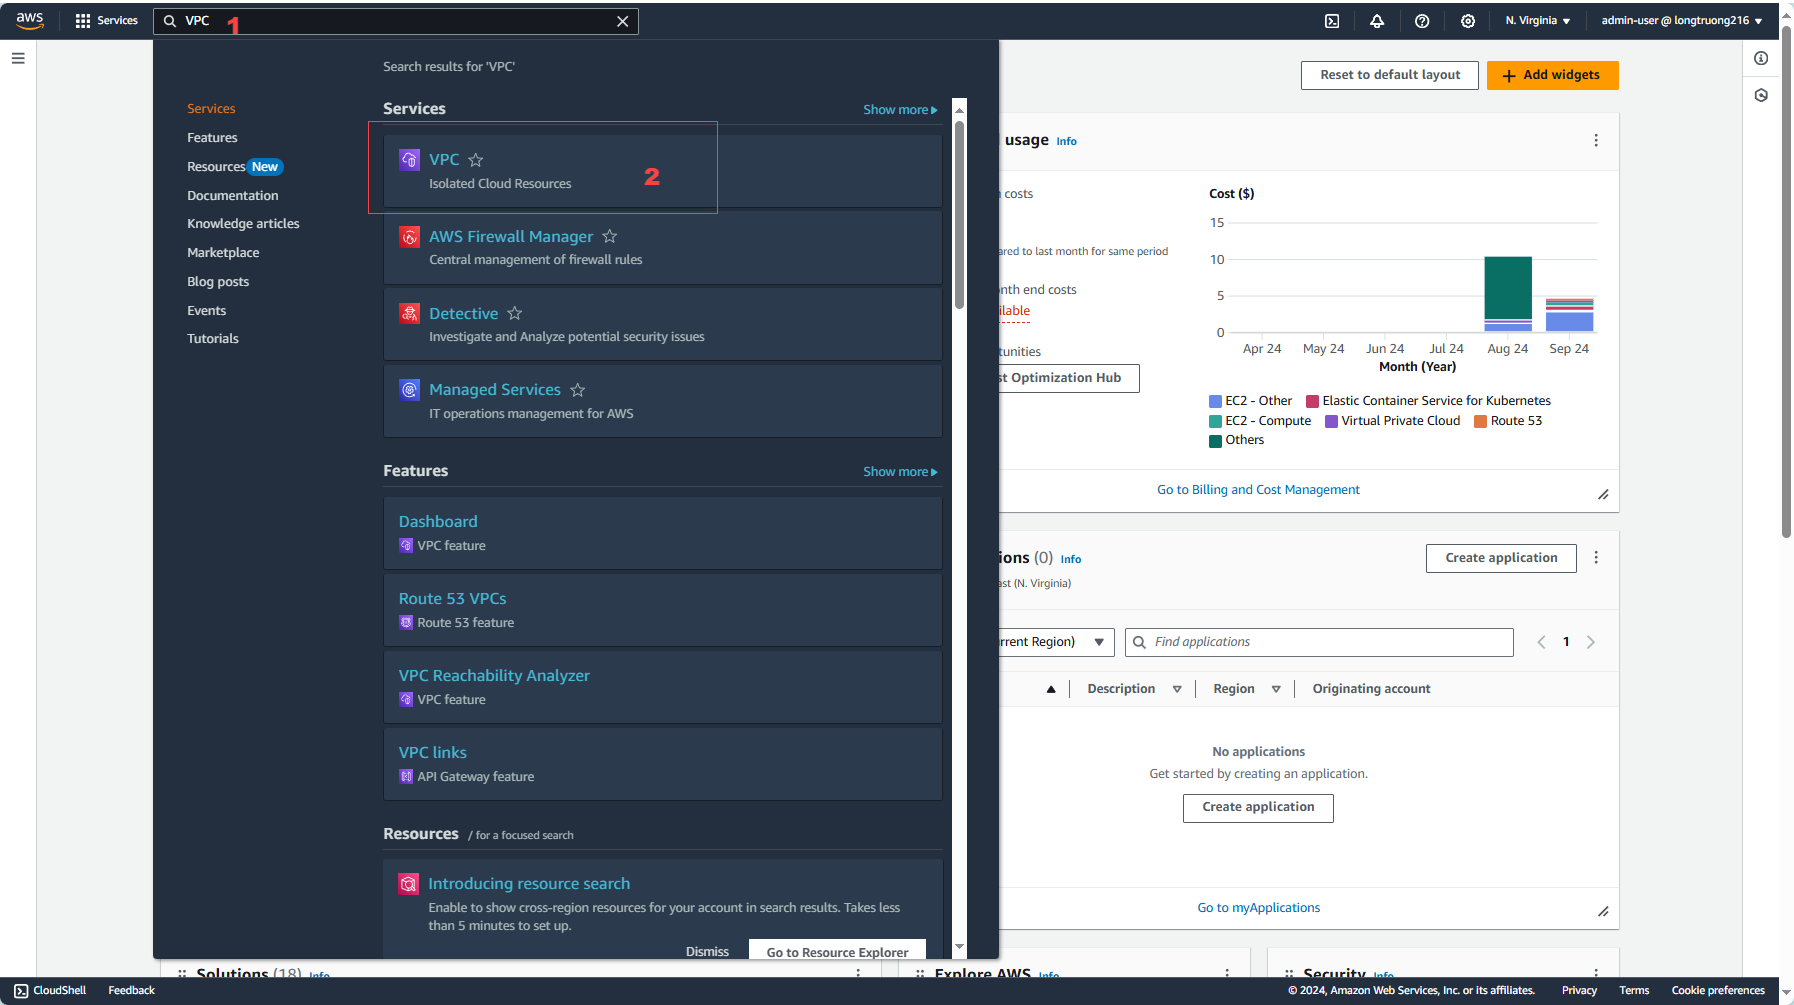 aws
Services
VPC
1
N. Virginia
admin-user @ longtruong216
Search results for 'VPC'
Services
Features
Resources New
Documentation
Knowledge articles
Marketplace
Blog posts
Events
Tutorials
Services
Show more
VPC
Isolated Cloud Resources
2
AWS Firewall Manager
Central management of firewall rules
Detective
Investigate and Analyze potential security issues
Managed Services
IT operations management for AWS
Features
Show more
Dashboard
VPC feature
Route 53 VPCs
Route 53 feature
VPC Reachability Analyzer
VPC feature
VPC links
API Gateway feature
Resources / for a focused search
Introducing resource search
Enable to show cross-region resources for your account in search results. Takes less
than 5 minutes to set up.
Dismiss
Go to Resource Explorer
Reset to default layout
Add widgets
usage Info
costs
ared to last month for same period
nth end costs
ilable
tunities
st Optimization Hub
Cost ($)
15
10
5
0
Apr 24 May 24 Jun 24 Jul 24 Aug 24 Sep 24
Month (Year)
EC2 - Other Elastic Container Service for Kubernetes
EC2 - Compute Virtual Private Cloud Route 53
Others
Go to Billing and Cost Management
ions (0) Info
ast (N. Virginia)
Create application
rrent Region)
Find applications
1
Description Region Originating account
No applications
Get started by creating an application.
Create application
Go to myApplications
Solutions (18) Info
Explore AWS Info
Security Info
CloudShell Feedback
© 2024, Amazon Web Services, Inc. or its affiliates. Privacy Terms Cookie preferences